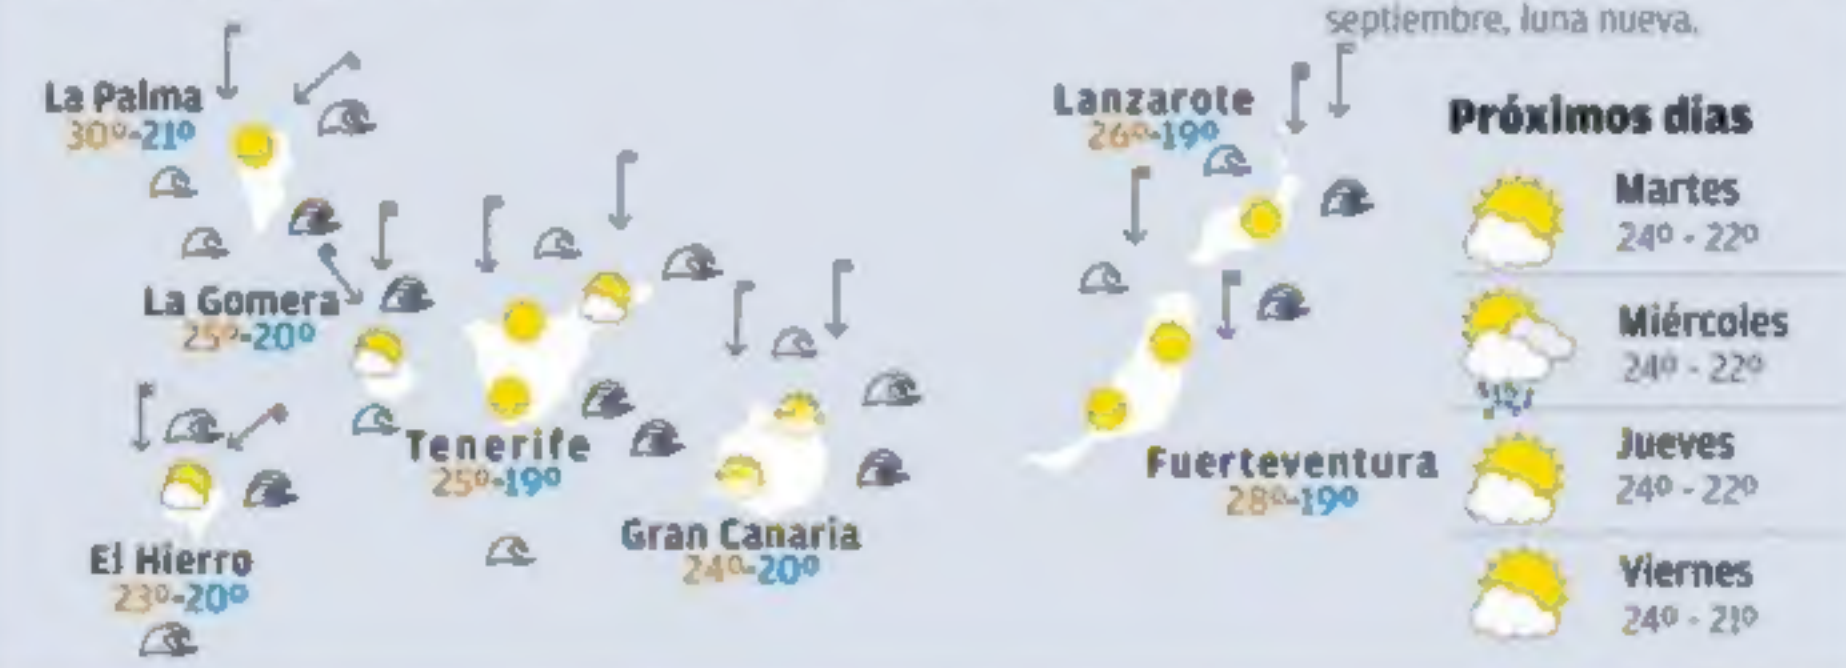 septiembre, luna nueva.
La Palma
30º-21º
La Gomera
25º-20º
El Hierro
23º-20º
Tenerife
25º-19º
Gran Canaria
24º-20º
Lanzarote
26º-19º
Fuerteventura
28º-19º
Próximos días
Martes
24º - 22º
Miércoles
24º - 22º
Jueves
24º - 22º
Viernes
24º - 21º